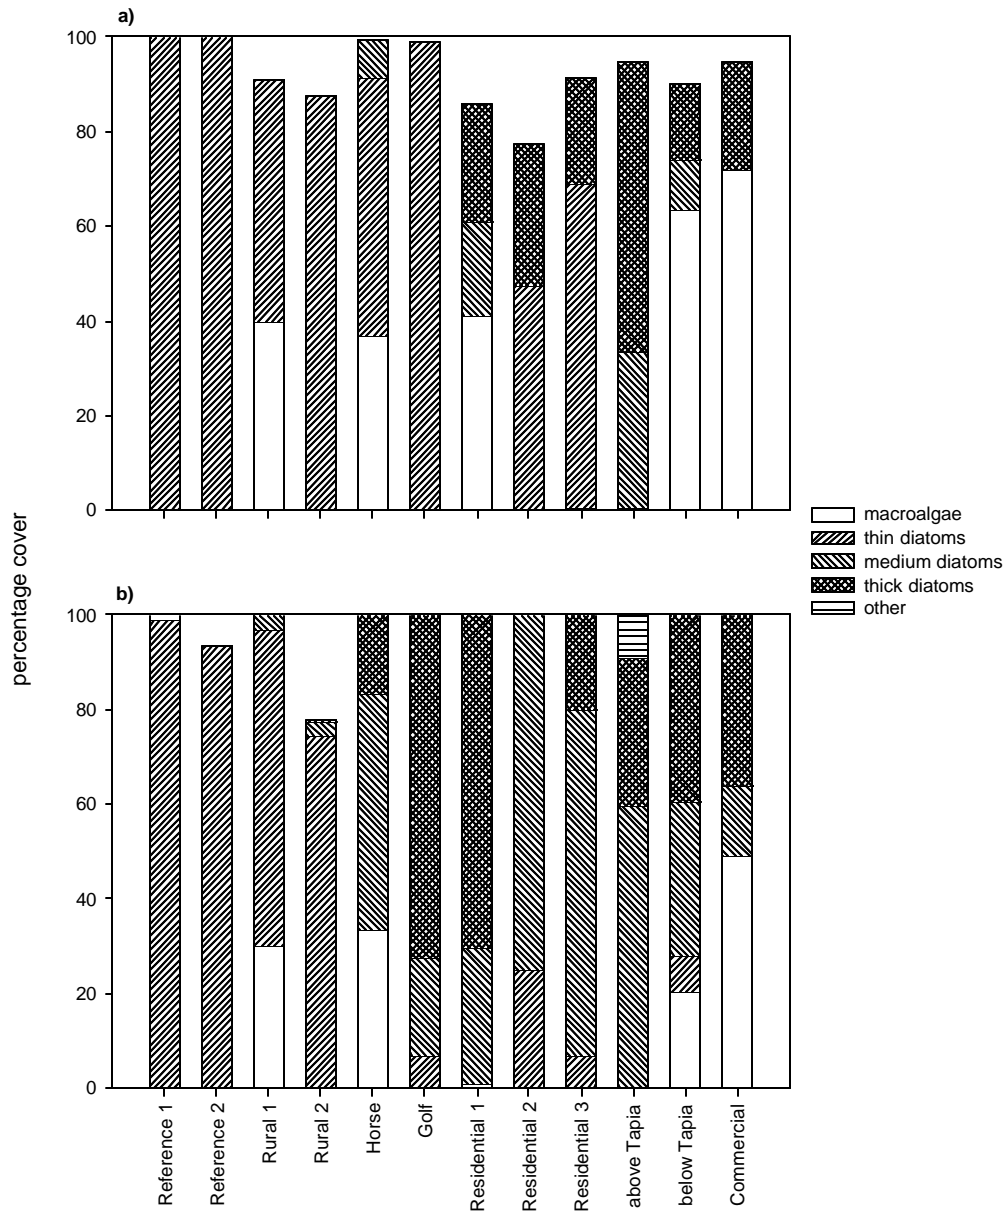 a)
100
80
60
40
20
0
percentage cover
macroalgae
thin diatoms
medium diatoms
thick diatoms
other
b)
100
80
60
40
20
0
Reference 1
Reference 2
Rural 1
Rural 2
Horse
Golf
Residential 1
Residential 2
Residential 3
above Tapia
below Tapia
Commercial